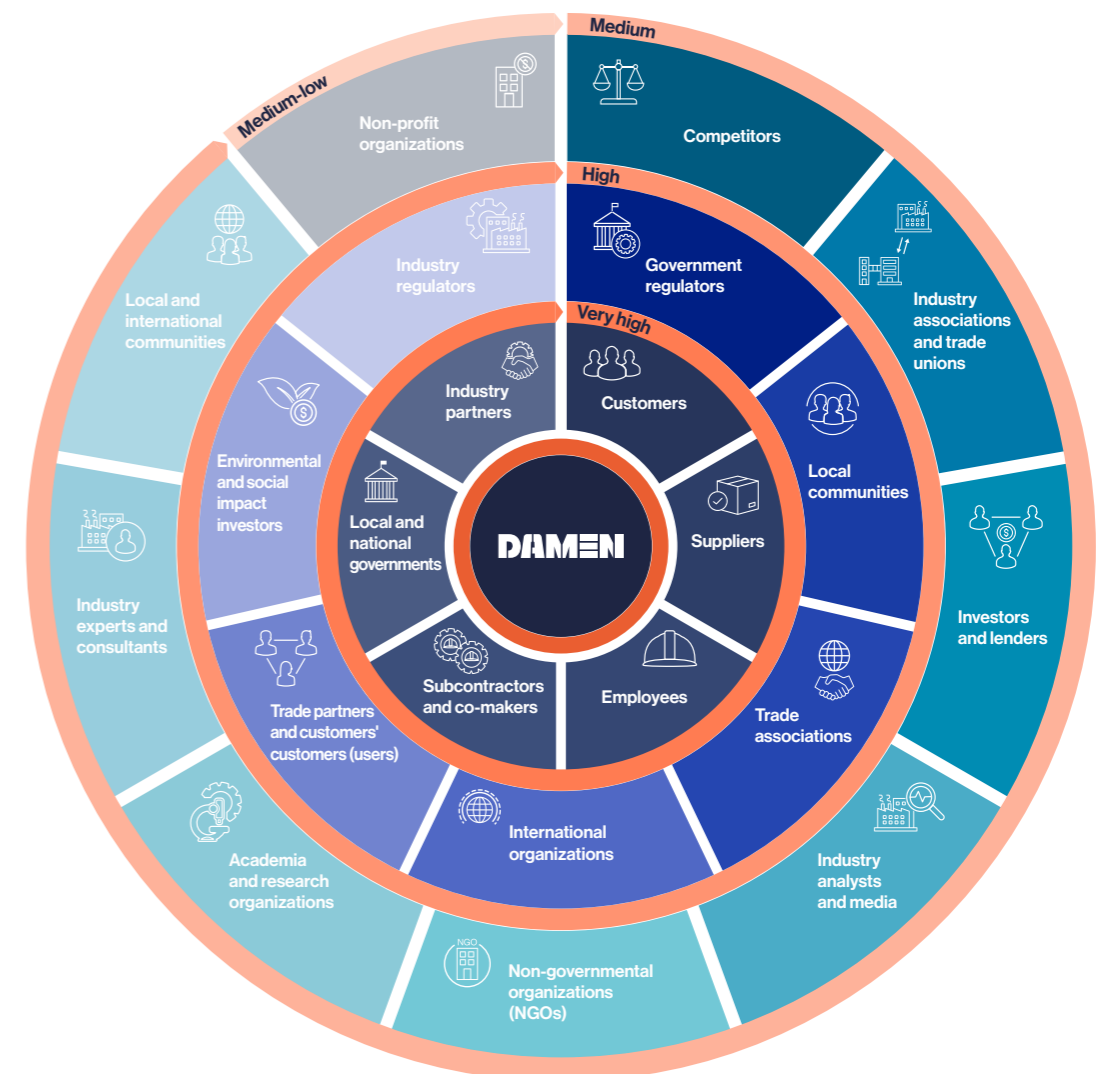 Medium
Competitors
Industry
associations
and trade
unions
Investors
and lenders
Industry
analysts
and media
NGO
Non-governmental
organizations
(NGOs)
Academia
and research
organizations
Industry
experts and
consultants
Local and
international
communities
Medium-low
Non-profit
organizations
High
Government
regulators
Local
communities
Trade
associations
International
organizations
Trade partners
and customers'
customers (users)
Environmental
and social
impact
investors
Industry
regulators
Very high
Customers
Suppliers
Employees
Subcontractors
and co-makers
Local and
national
governments
Industry
partners
DAMEN